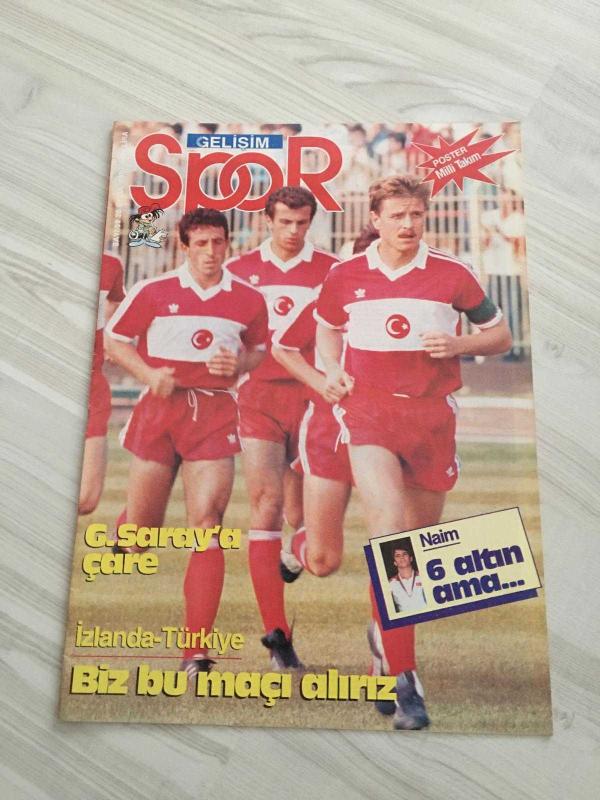 GELİŞİM
SpoR
POSTER
Milli Takım
G.Saray'a
çare
Naim
6 altın
ama...
İzlanda-Türkiye
Biz bu maçı alırız